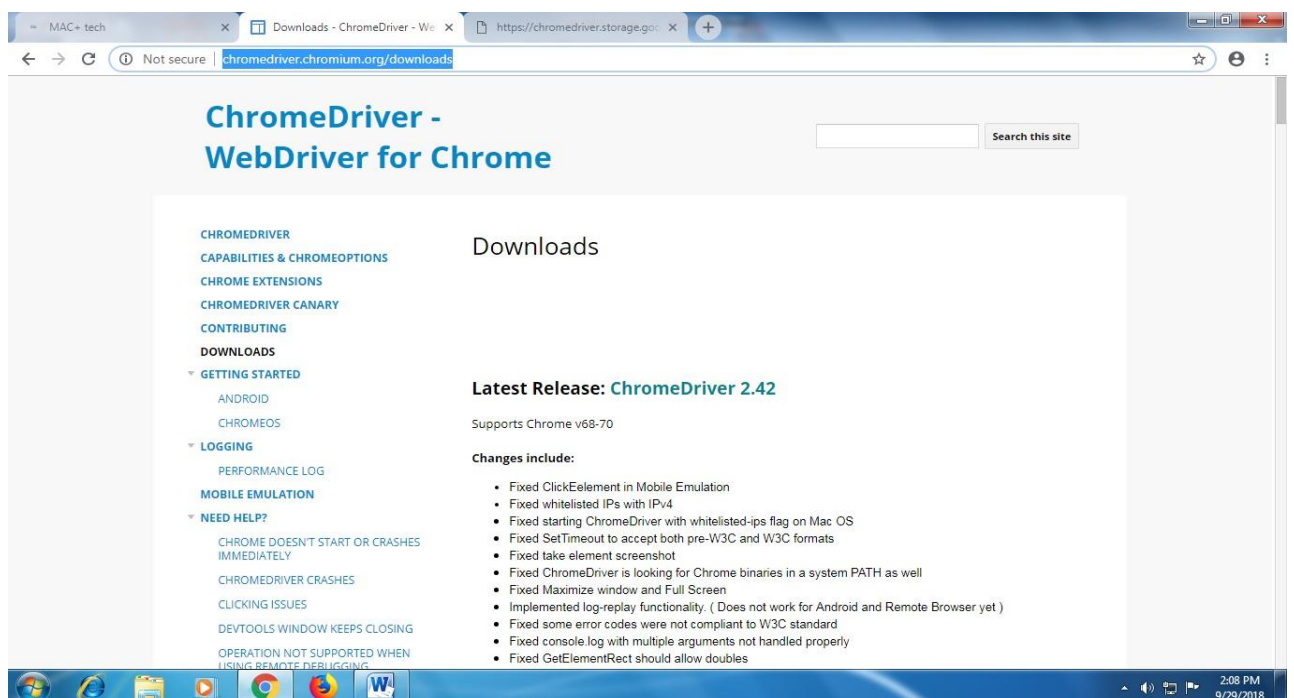 MAC+ tech
Downloads - ChromeDriver - We
https://chromedriver.storage.goo
Not secure | chromedriver.chromium.org/downloads
ChromeDriver -
WebDriver for Chrome
Search this site
CHROMEDRIVER
CAPABILITIES & CHROMEOPTIONS
CHROME EXTENSIONS
CHROMEDRIVER CANARY
CONTRIBUTING
DOWNLOADS
GETTING STARTED
ANDROID
CHROMEOS
LOGGING
PERFORMANCE LOG
MOBILE EMULATION
NEED HELP?
CHROME DOESN'T START OR CRASHES
IMMEDIATELY
CHROMEDRIVER CRASHES
CLICKING ISSUES
DEVTOOLS WINDOW KEEPS CLOSING
OPERATION NOT SUPPORTED WHEN
USING REMOTE DEBUGGING
Downloads
Latest Release: ChromeDriver 2.42
Supports Chrome v68-70
Changes include:
Fixed ClickEelement in Mobile Emulation
Fixed whitelisted IPs with IPv4
Fixed starting ChromeDriver with whitelisted-ips flag on Mac OS
Fixed SetTimeout to accept both pre-W3C and W3C formats
Fixed take element screenshot
Fixed ChromeDriver is looking for Chrome binaries in a system PATH as well
Fixed Maximize window and Full Screen
Implemented log-replay functionality. ( Does not work for Android and Remote Browser yet )
Fixed some error codes were not compliant to W3C standard
Fixed console.log with multiple arguments not handled properly
Fixed GetElementRect should allow doubles
2:08 PM
9/29/2018